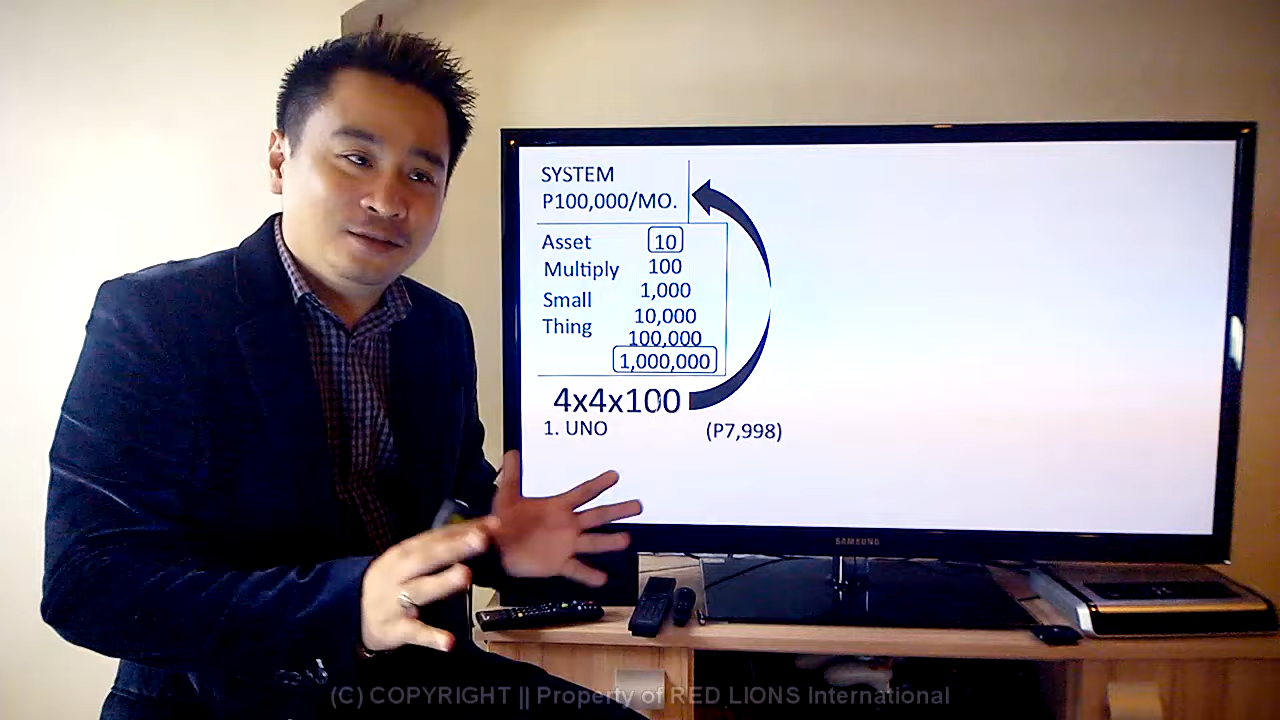 SYSTEM
P100,000/MO.
Asset 10
Multiply 100
Small 1,000
Thing 10,000
100,000
1,000,000
4x4x100
1. UNO (P7,998)
SAMSUNG
(C) COPYRIGHT || Property of RED LIONS International